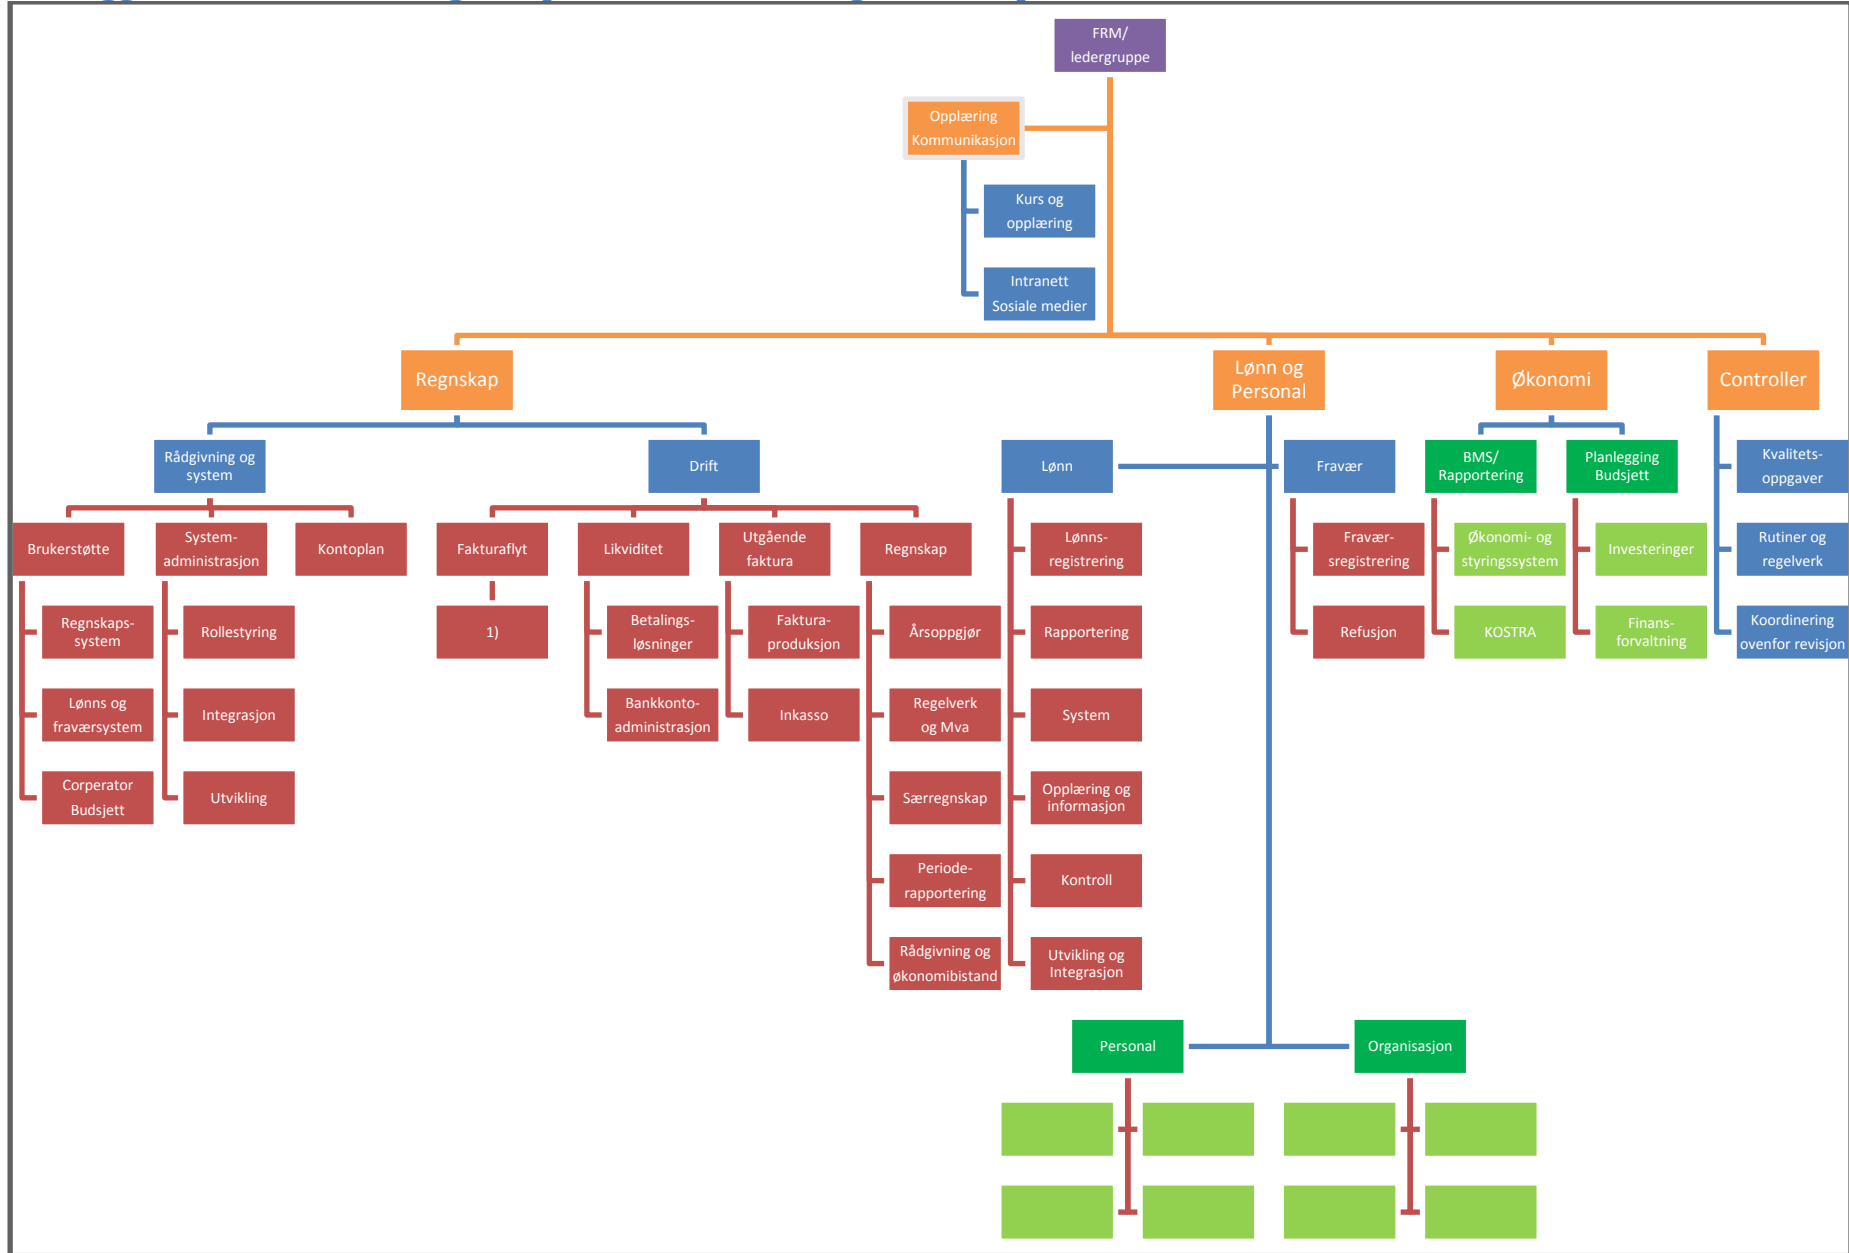 FRM/
ledergruppe
Opplæring
Kommunikasjon
Kurs og
opplæring
Intranett
Sosiale medier
Regnskap
Lønn og
Personal
Økonomi
Controller
Rådgivning og
system
Drift
Lønn
Fravær
BMS/
Rapportering
Planlegging
Budsjett
Kvalitets-
oppgaver
Brukerstøtte
System-
administrasjon
Kontoplan
Fakturaflyt
Likviditet
Utgående
faktura
Regnskap
Lønns-
registrering
Fravær-
sregistrering
Økonomi- og
styringssystem
Investeringer
Rutiner og
regelverk
Regnskaps-
system
Rollestyring
1)
Betalings-
løsninger
Faktura-
produksjon
Årsoppgjør
Rapportering
Refusjon
KOSTRA
Finans-
forvaltning
Koordinering
ovenfor revisjon
Lønns og
fraværsystem
Integrasjon
Bankkonto-
administrasjon
Inkasso
Regelverk
og Mva
System
Corperator
Budsjett
Utvikling
Særregnskap
Opplæring og
informasjon
Periode-
rapportering
Kontroll
Rådgivning og
økonomibistand
Utvikling og
Integrasjon
Personal
Organisasjon